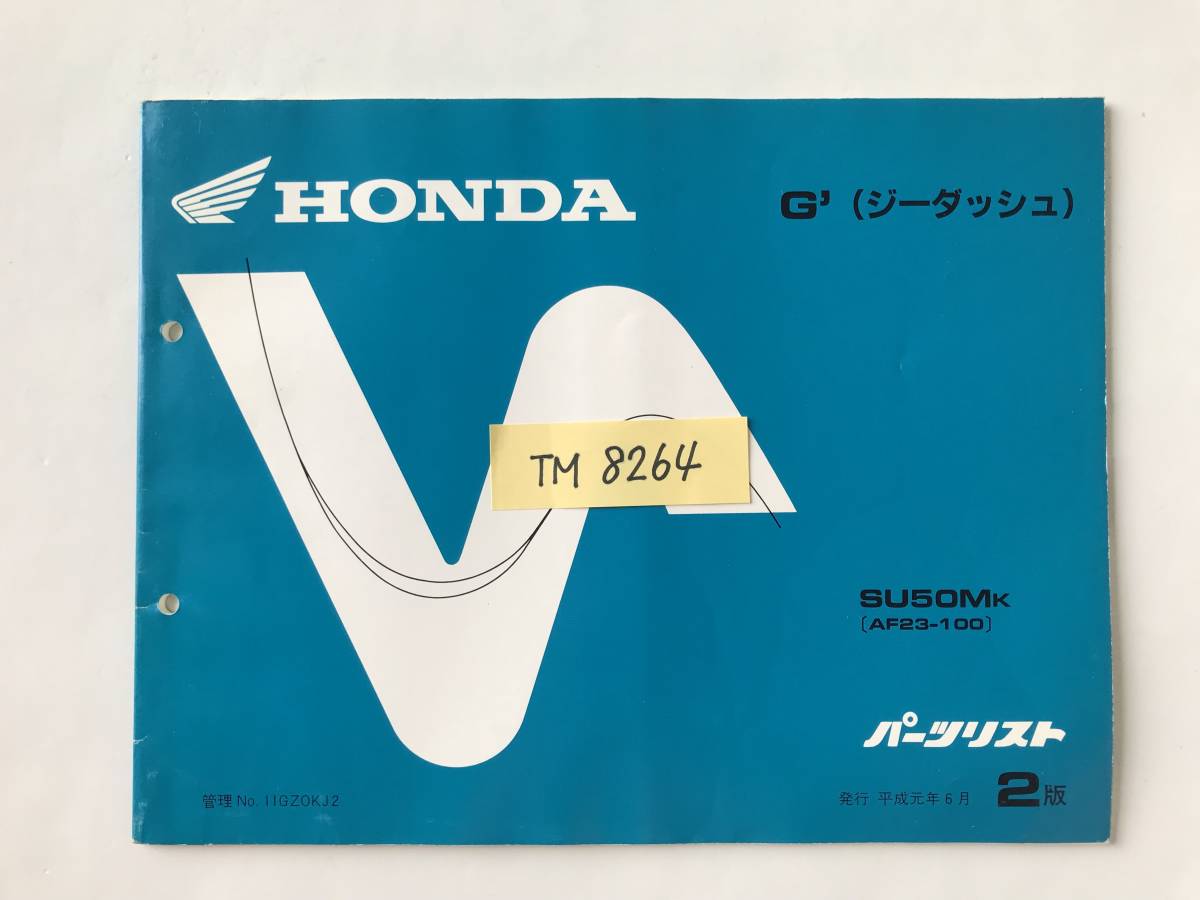 HONDA
G’（ジーダッシュ）
TM 8264
SU50MK
〔AF23-100〕
パーツリスト
管理 No. 11GZ0KJ2
発行 平成元年6月 2版